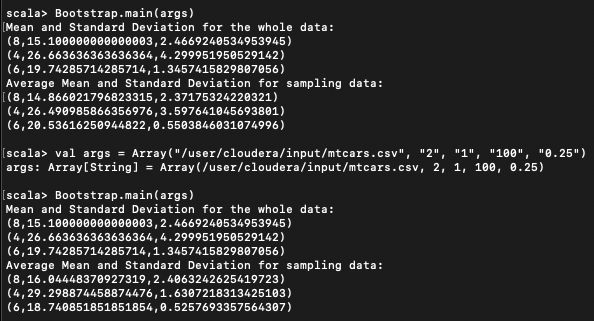 scala> Bootstrap.main(args)
[Mean and Standard Deviation for the whole data:
(8,15.100000000000003,2.4669240534953945)
(4,26.663636363636364,4.299951950529142)
(6,19.74285714285714,1.3457415829807056)
Average Mean and Standard Deviation for sampling data:
[(8,14.866021796823315,2.37175324220321)
(4,26.490985866356976,3.597641045693801)
(6,20.53616250944822,0.5503846031074996)
[scala> val args = Array("/user/cloudera/input/mtcars.csv", "2", "1", "100", "0.25")
args: Array[String] = Array(/user/cloudera/input/mtcars.csv, 2, 1, 100, 0.25)
[scala> Bootstrap.main(args)
Mean and Standard Deviation for the whole data:
(8,15.100000000000003,2.4669240534953945)
(4,26.663636363636364,4.299951950529142)
(6,19.74285714285714,1.3457415829807056)
Average Mean and Standard Deviation for sampling data:
(8,16.04448370927319,2.4063242625419723)
(4,29.298874458874476,1.6307218313425103)
(6,18.740851851851854,0.5257693357564307)